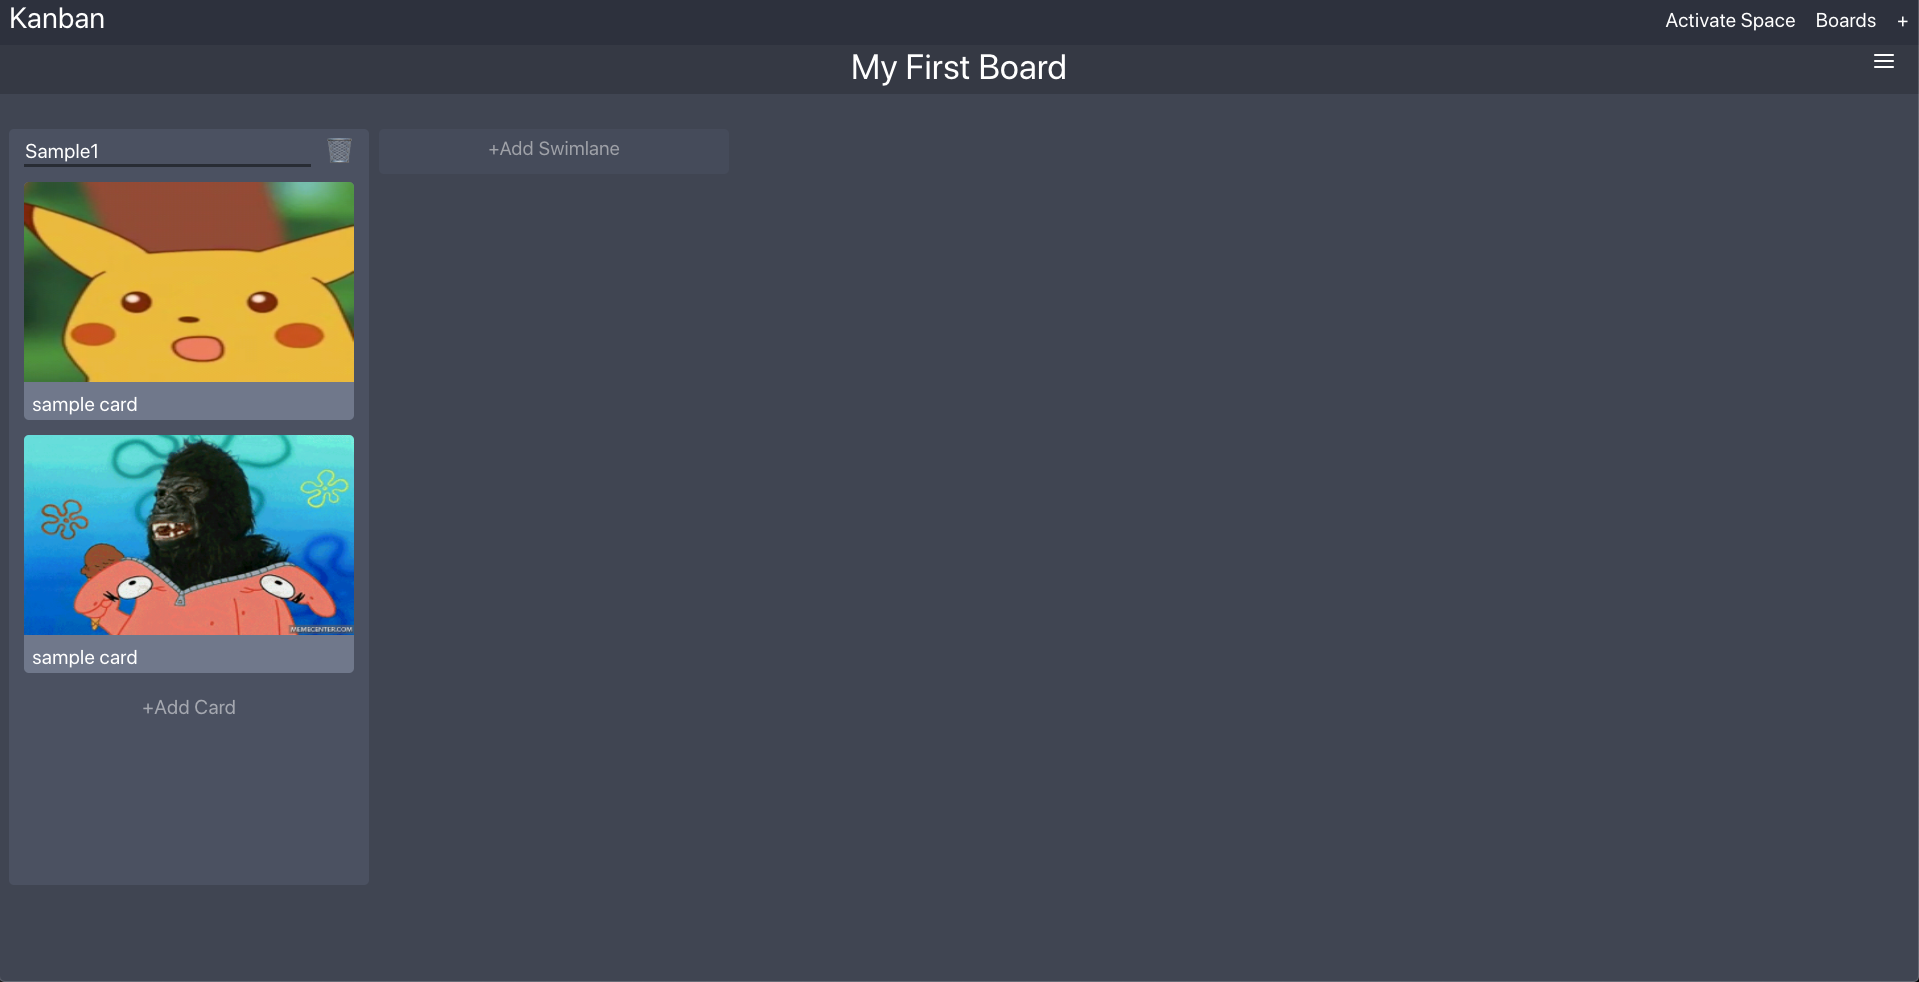 Kanban
Activate Space Boards +
My First Board
Sample1
+Add Swimlane
sample card
MEMECENTER.COM
sample card
+Add Card